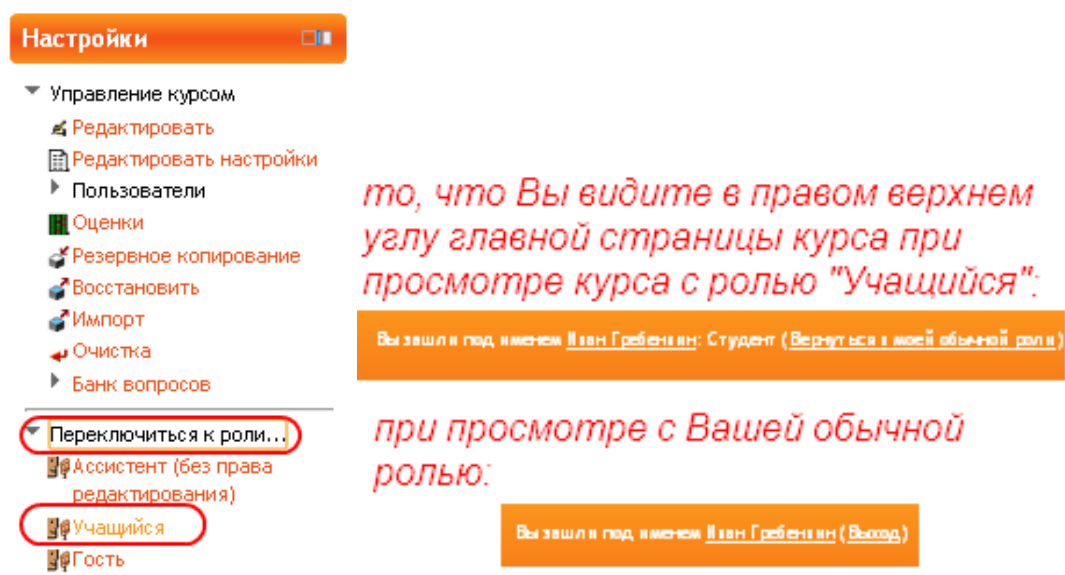 Настройки
Управление курсом
Редактировать
Редактировать настройки
Пользователи
Оценки
Резервное копирование
Восстановить
Импорт
Очистка
Банк вопросов
Переключиться к роли...
Ассистент (без права
редактирования)
Учащийся
Гость
то, что Вы видите в правом верхнем
углу главной страницы курса при
просмотре курса с ролью "Учащийся":
Вы зашли под именем Иван Гребенкин: Студент (Вернуться к моей обычной роли)
при просмотре с Вашей обычной
ролью:
Вы зашли под именем Иван Гребенкин (Выход)